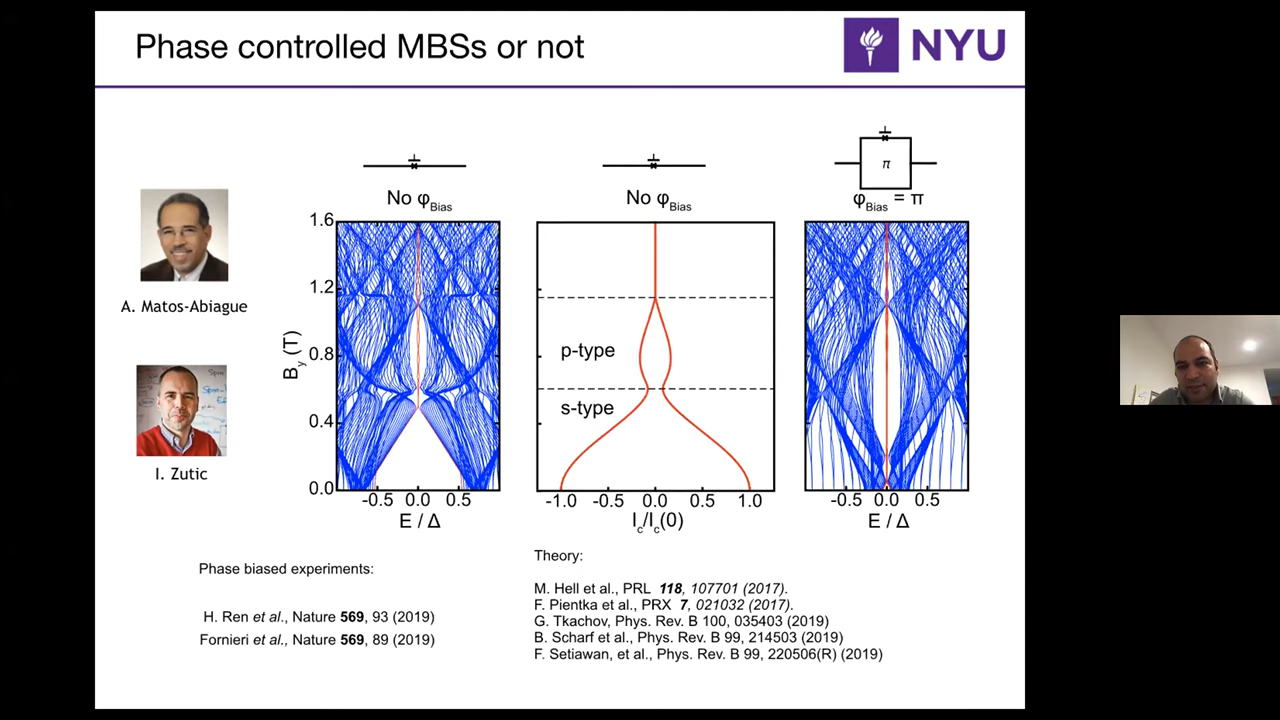 Phase controlled MBSs or not
NYU
π
No φBias
No φBias
φBias = π
A. Matos-Abiague
I. Zutic
1.6
1.2
0.8
0.4
0.0
By (T)
-0.5 0.0 0.5
E / Δ
p-type
s-type
-1.0 -0.5 0.0 0.5 1.0
Ic/Ic(0)
-0.5 0.0 0.5
E / Δ
Phase biased experiments:
H. Ren et al., Nature 569, 93 (2019)
Fornieri et al., Nature 569, 89 (2019)
Theory:
M. Hell et al., PRL 118, 107701 (2017).
F. Pientka et al., PRX 7, 021032 (2017).
G. Tkachov, Phys. Rev. B 100, 035403 (2019)
B. Scharf et al., Phys. Rev. B 99, 214503 (2019)
F. Setiawan, et al., Phys. Rev. B 99, 220506(R) (2019)